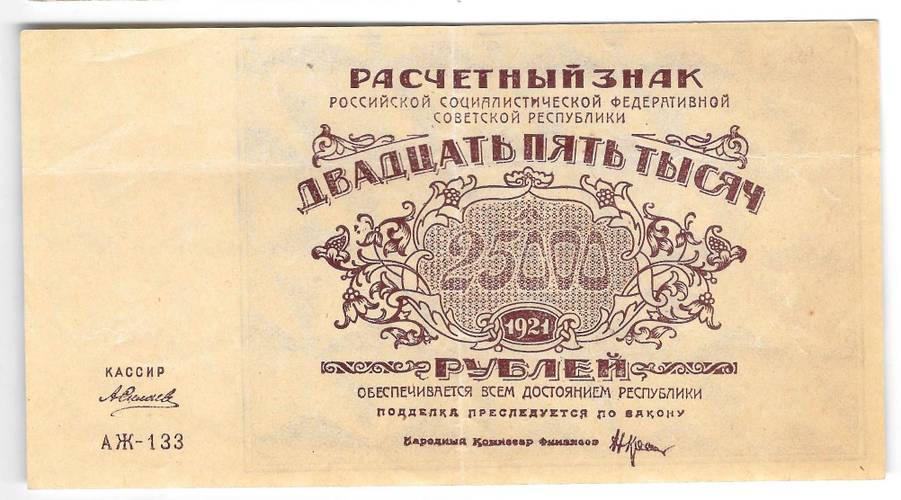 РАСЧЕТНЫЙ ЗНАК
РОССИЙСКОЙ СОЦИАЛИСТИЧЕСКОЙ ФЕДЕРАТИВНОЙ
СОВЕТСКОЙ РЕСПУБЛИКИ
ДВАДЦАТЬ ПЯТЬ ТЫСЯЧ
25000
1921
РУБЛЕЙ
ОБЕСПЕЧИВАЕТСЯ ВСЕМ ДОСТОЯНИЕМ РЕСПУБЛИКИ
ПОДДЕЛКА ПРЕСЛЕДУЕТСЯ ПО ЗАКОНУ
Народный Комиссар Финансов
КАССИР
АЖ-133